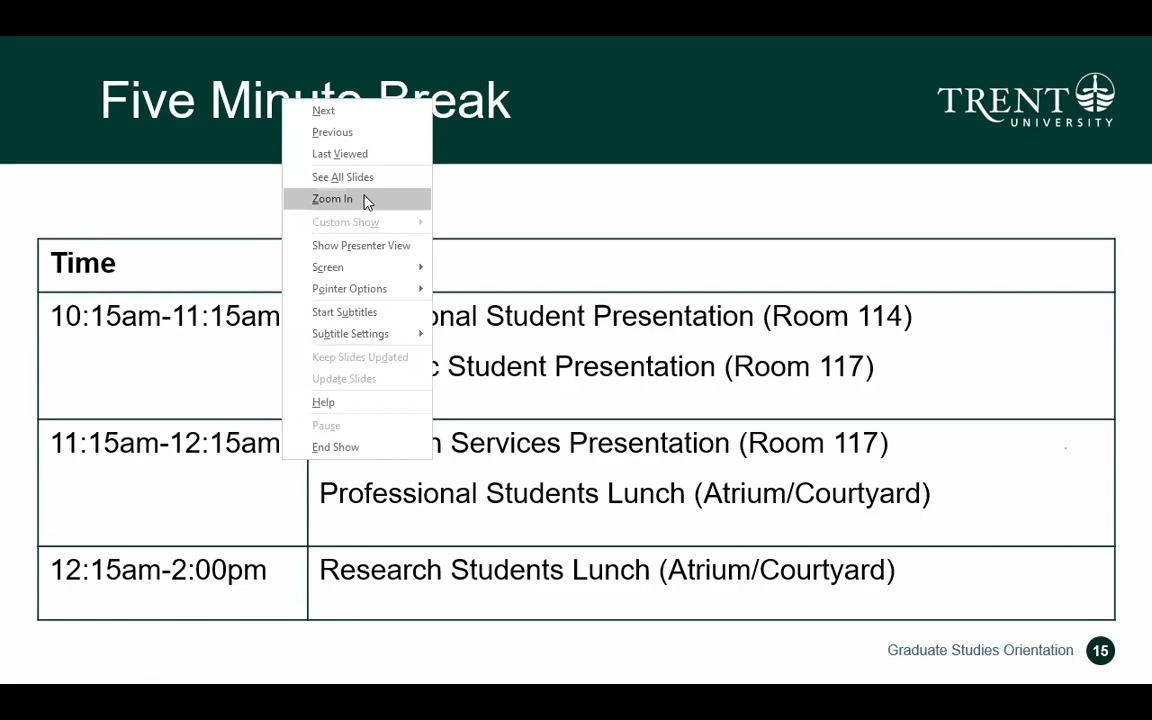 Five Minute Break
TRENT
UNIVERSITY
Next
Previous
Last Viewed
See All Slides
Zoom In
Custom Show
Show Presenter View
Screen
Pointer Options
Start Subtitles
Subtitle Settings
Keep Slides Updated
Update Slides
Help
Pause
End Show
Time
10:15am-11:15am
onal Student Presentation (Room 114)
c Student Presentation (Room 117)
11:15am-12:15am
n Services Presentation (Room 117)
Professional Students Lunch (Atrium/Courtyard)
12:15am-2:00pm
Research Students Lunch (Atrium/Courtyard)
Graduate Studies Orientation 15